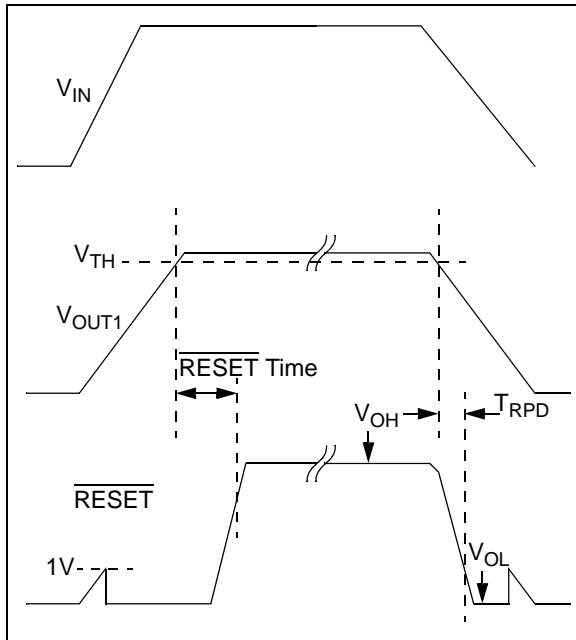 VIN
VTH
VOUT1
RESET Time
VOH
TRPD
RESET
1V
VOL